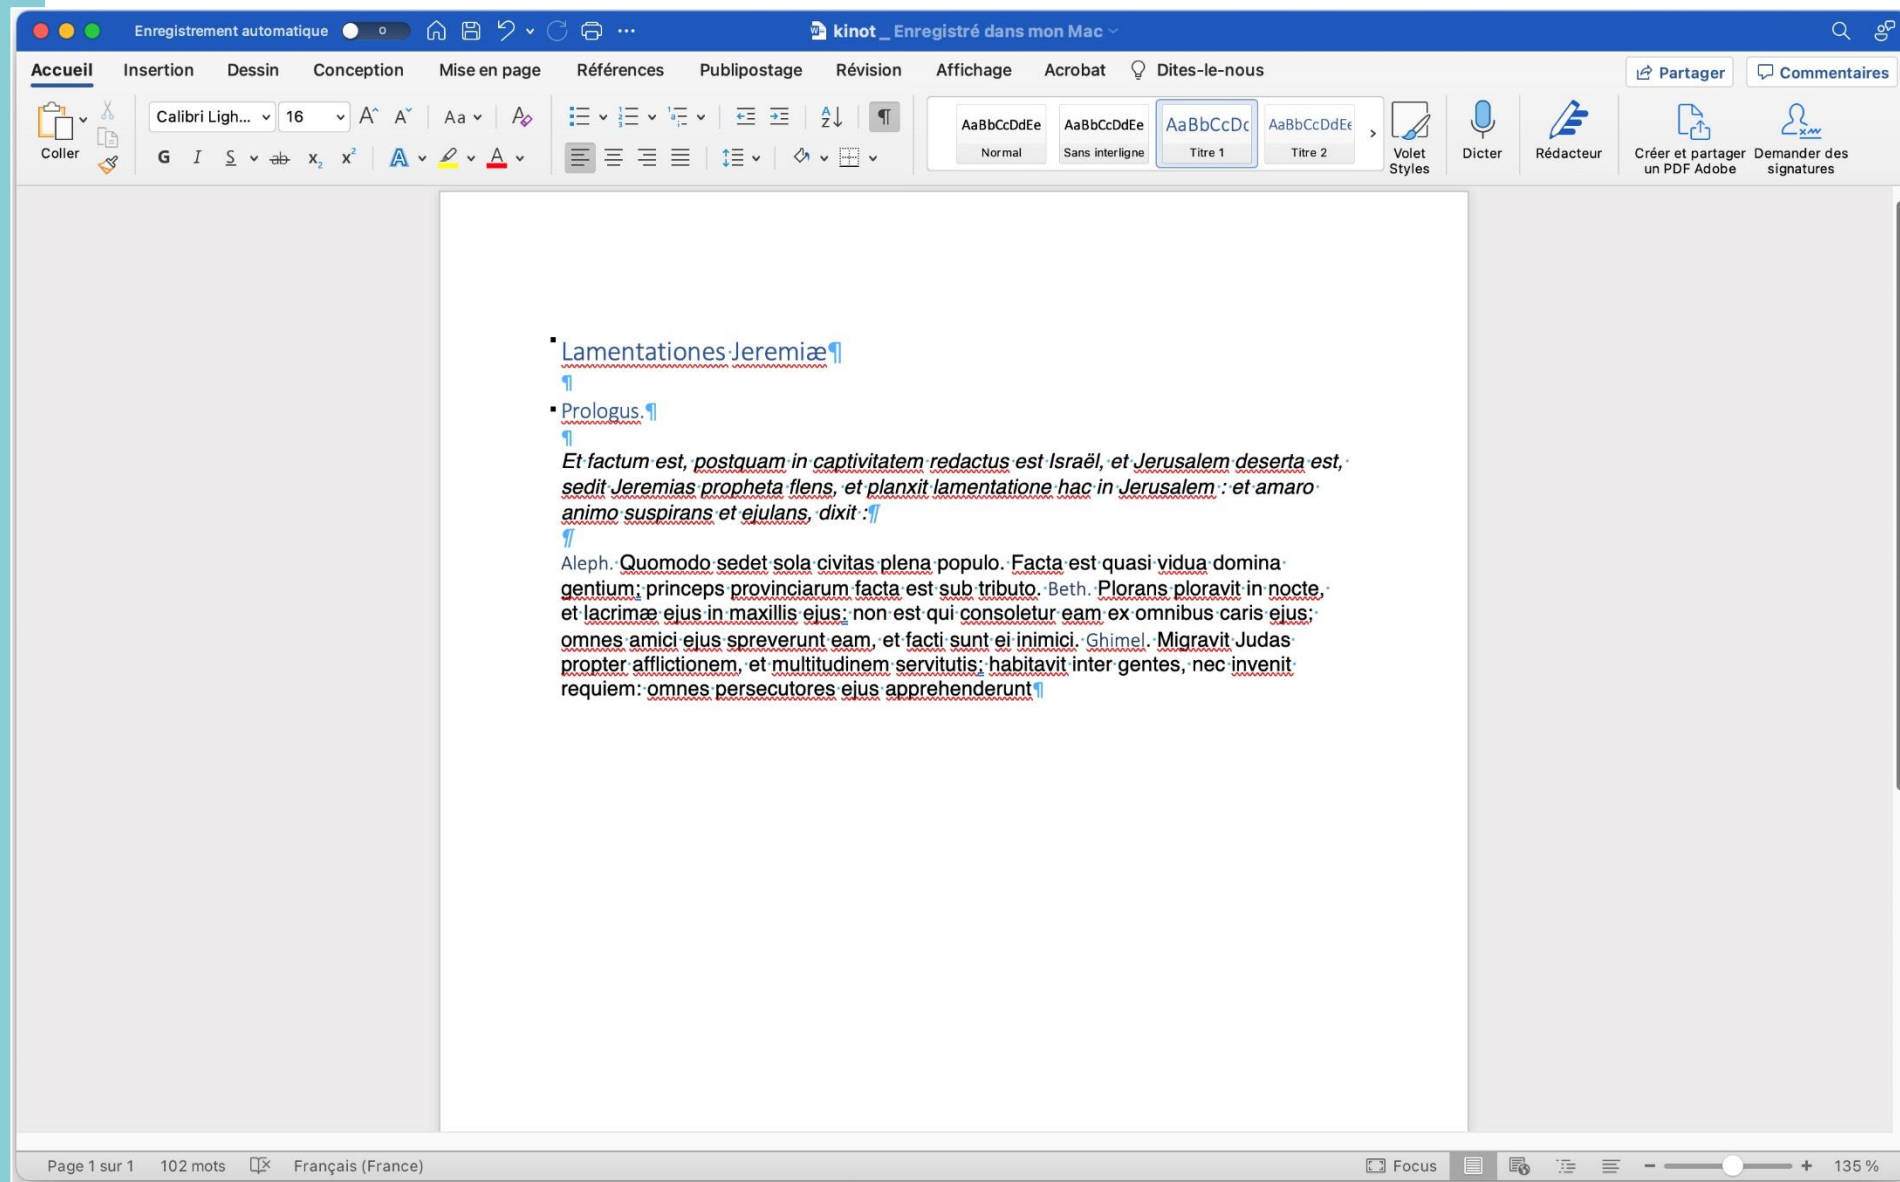 Enregistrement automatique
kinot _ Enregistré dans mon Mac
Accueil Insertion Dessin Conception Mise en page Références Publipostage Révision Affichage Acrobat Dites-le-nous Partager Commentaires
Coller
Calibri Ligh... 16 Aa
G I S ab x₂ x² A A
AaBbCcDdEe AaBbCcDdEe AaBbCcDc AaBbCcDdEe
Normal Sans interligne Titre 1 Titre 2
Volet Styles
Dicter
Rédacteur
Créer et partager un PDF Adobe
Demander des signatures
Lamentationes Jeremiæ¶
¶
Prologus.¶
¶
Et factum est, postquam in captivitatem redactus est Israël, et Jerusalem deserta est,
sedit Jeremias propheta flens, et planxit lamentatione hac in Jerusalem : et amaro
animo suspirans et ejulans, dixit :¶
¶
Aleph. Quomodo sedet sola civitas plena populo. Facta est quasi vidua domina
gentium; princeps provinciarum facta est sub tributo. Beth. Plorans ploravit in nocte,
et lacrimæ ejus in maxillis ejus; non est qui consoletur eam ex omnibus caris ejus;
omnes amici ejus spreverunt eam, et facti sunt ei inimici. Ghimel. Migravit Judas
propter afflictionem, et multitudinem servitutis; habitavit inter gentes, nec invenit
requiem: omnes persecutores ejus apprehenderunt¶
Page 1 sur 1 102 mots Français (France) Focus 135 %